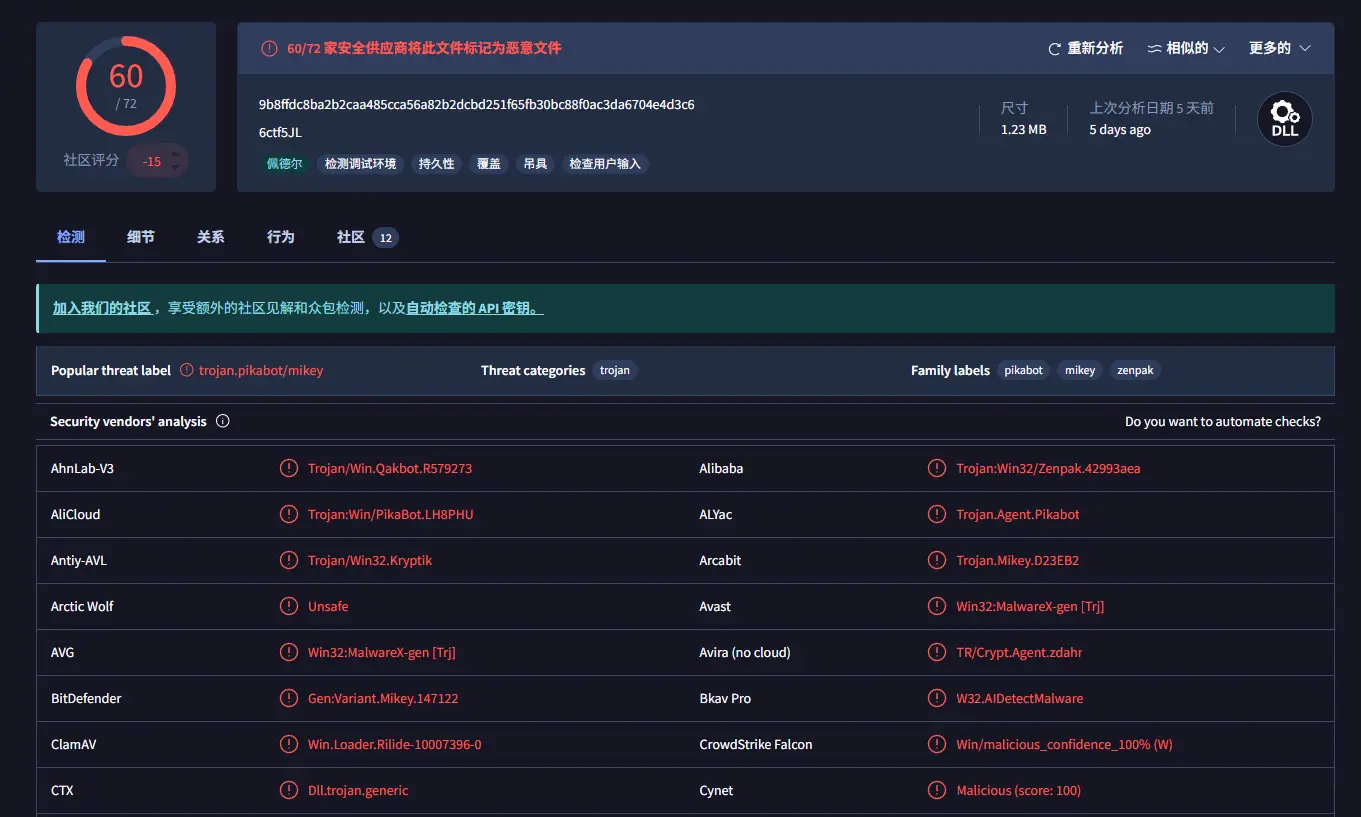 60
/ 72
社区评分 -15
60/72 家安全供应商将此文件标记为恶意文件
重新分析 相似的 更多的
9b8ffdc8ba2b2caa485cca56a82b2dcbd251f65fb30bc88f0ac3da6704e4d3c6
6ctf5JL
佩德尔 检测调试环境 持久性 覆盖 吊具 检查用户输入
尺寸
1.23 MB
上次分析日期 5 天前
5 days ago
DLL
检测 细节 关系 行为 社区 12
加入我们的社区 ，享受额外的社区见解和众包检测，以及自动检查的 API 密钥。
Popular threat label trojan.pikabot/mikey Threat categories trojan Family labels pikabot mikey zenpak
Security vendors' analysis Do you want to automate checks?
AhnLab-V3 Trojan/Win.Qakbot.R579273 Alibaba Trojan:Win32/Zenpak.42993aea
AliCloud Trojan:Win/PikaBot.LH8PHU ALYac Trojan.Agent.Pikabot
Antiy-AVL Trojan/Win32.Kryptik Arcabit Trojan.Mikey.D23EB2
Arctic Wolf Unsafe Avast Win32:MalwareX-gen [Trj]
AVG Win32:MalwareX-gen [Trj] Avira (no cloud) TR/Crypt.Agent.zdahr
BitDefender Gen:Variant.Mikey.147122 Bkav Pro W32.AIDetectMalware
ClamAV Win.Loader.Rilide-10007396-0 CrowdStrike Falcon Win/malicious_confidence_100% (W)
CTX Dll.trojan.generic Cynet Malicious (score: 100)